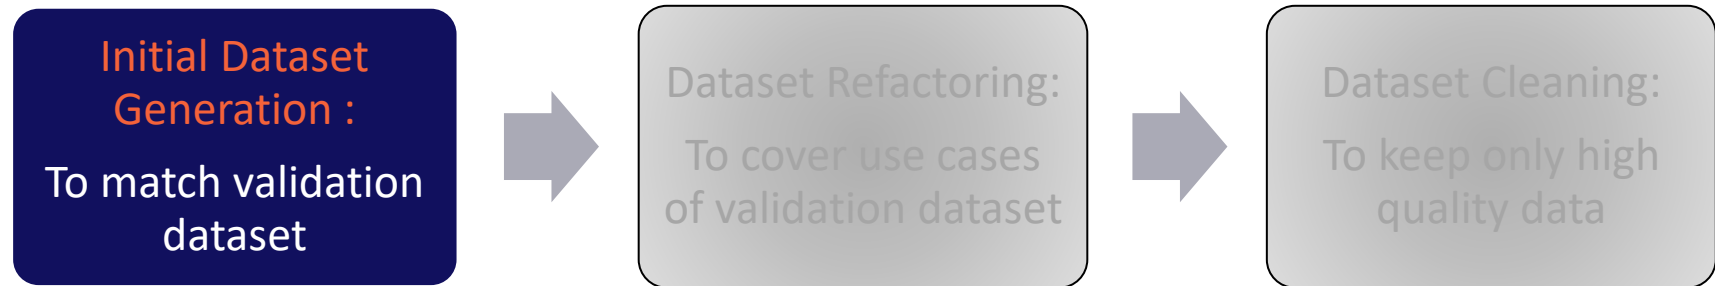 Initial Dataset
Generation :
To match validation
dataset
Dataset Refactoring:
To cover use cases
of validation dataset
Dataset Cleaning:
To keep only high
quality data